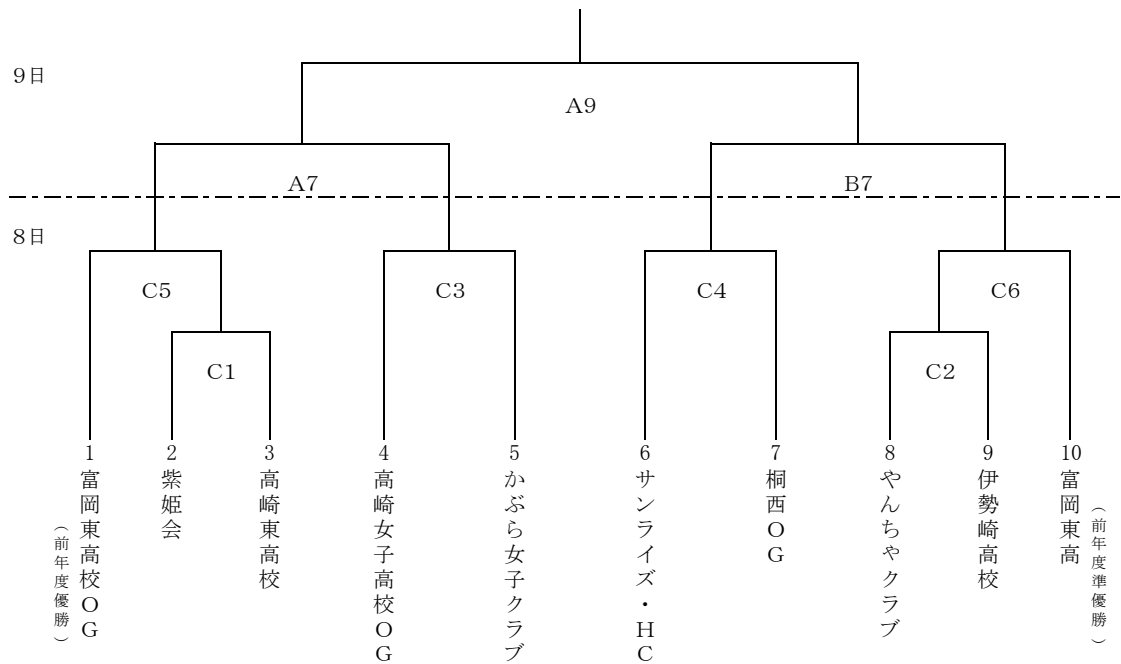 9日
A9
A7
B7
8日
C5
C3
C4
C6
C1
C2
1 富岡東高校OG
(前年度優勝)
2 紫姫会
3 高崎東高校
4 高崎女子高校OG
5 かぶら女子クラブ
6 サンライズ・HC
7 桐西OG
8 やんちゃクラブ
9 伊勢崎高校
10 富岡東高
(前年度準優勝)